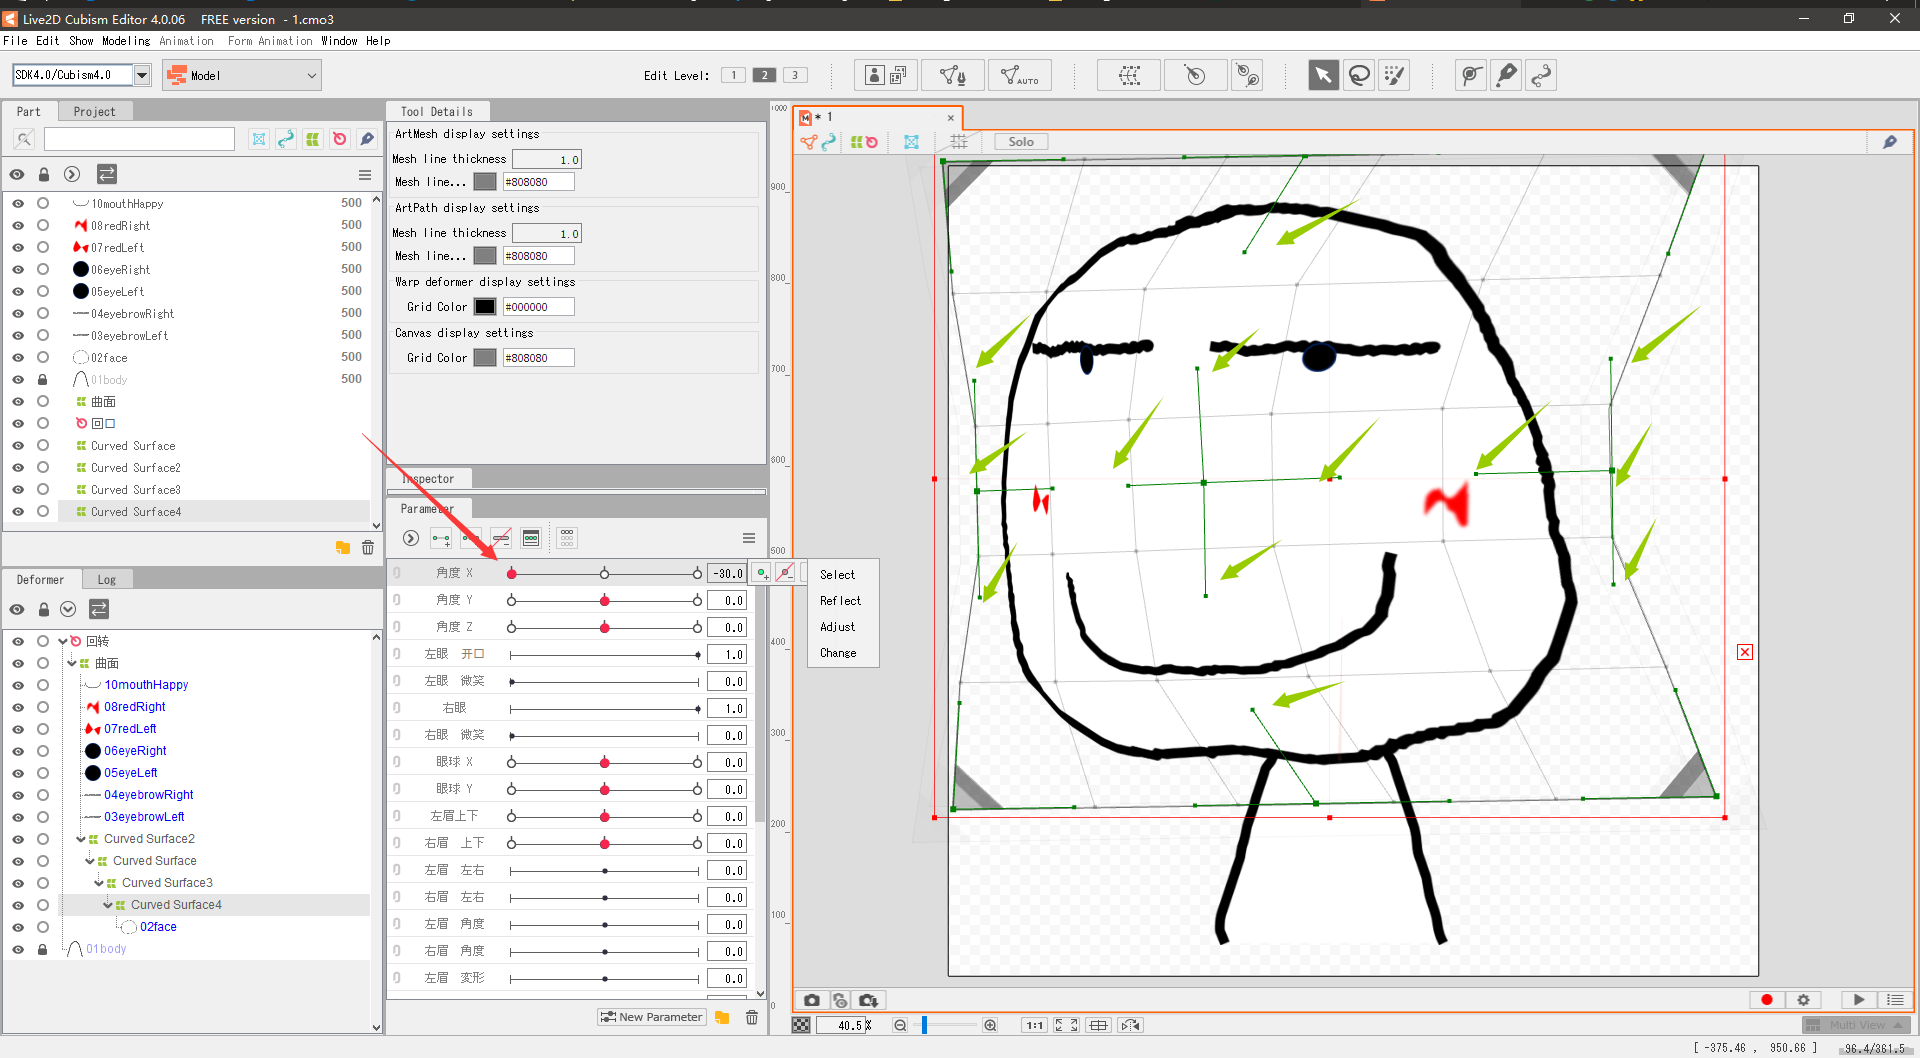 Live2D Cubism Editor 4.0.06    FREE version  - 1.cmo3
File Edit Show Modeling Animation Form Animation Window Help
SDK4.0/Cubism4.0
Model
Edit Level: 1 2 3
AUTO
Part
Project
10mouthHappy 500
08redRight 500
07redLeft 500
06eyeRight 500
05eyeLeft 500
04eyebrowRight 500
03eyebrowLeft 500
02face 500
01body 500
曲面
回口
Curved Surface
Curved Surface2
Curved Surface3
Curved Surface4
Deformer
Log
回转
曲面
10mouthHappy
08redRight
07redLeft
06eyeRight
05eyeLeft
04eyebrowRight
03eyebrowLeft
Curved Surface2
Curved Surface
Curved Surface3
Curved Surface4
02face
01body
Tool Details
ArtMesh display settings
Mesh line thickness 1.0
Mesh line... #808080
ArtPath display settings
Mesh line thickness 1.0
Mesh line... #808080
Warp deformer display settings
Grid Color #000000
Canvas display settings
Grid Color #808080
Inspector
Parameter
角度 X -30.0
角度 Y 0.0
角度 Z 0.0
左眼 开口 1.0
左眼 微笑 0.0
右眼 1.0
右眼 微笑 0.0
眼球 X 0.0
眼球 Y 0.0
左眉上下 0.0
右眉 上下 0.0
左眉 左右 0.0
右眉 左右 0.0
左眉 角度 0.0
右眉 角度 0.0
左眉 変形 0.0
New Parameter
Select
Reflect
Adjust
Change
M * 1
Solo
1000
900
800
700
600
500
400
300
200
100
0
40.5%
1:1
Multi View
[ -375.46 , 950.66 ]
96.4/361.5